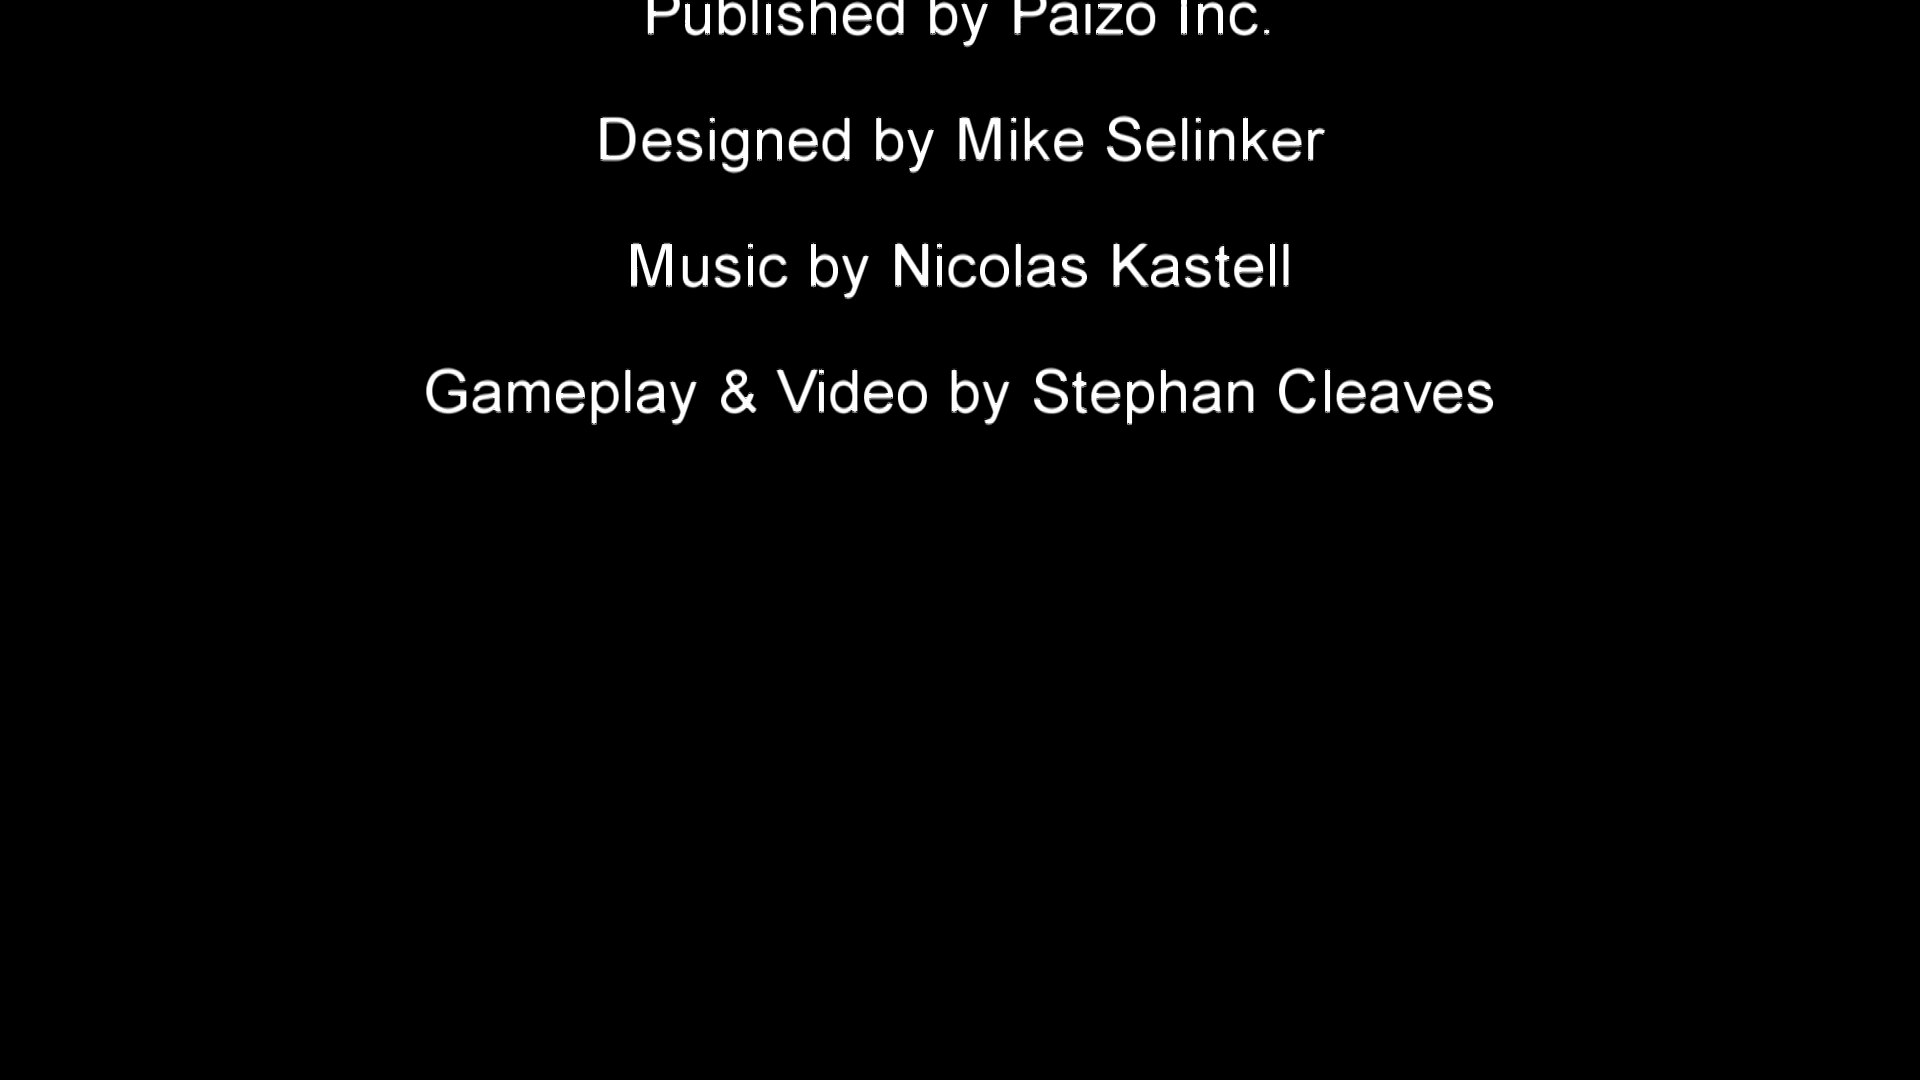 Published by Paizo Inc.
Designed by Mike Selinker
Music by Nicolas Kastell
Gameplay & Video by Stephan Cleaves